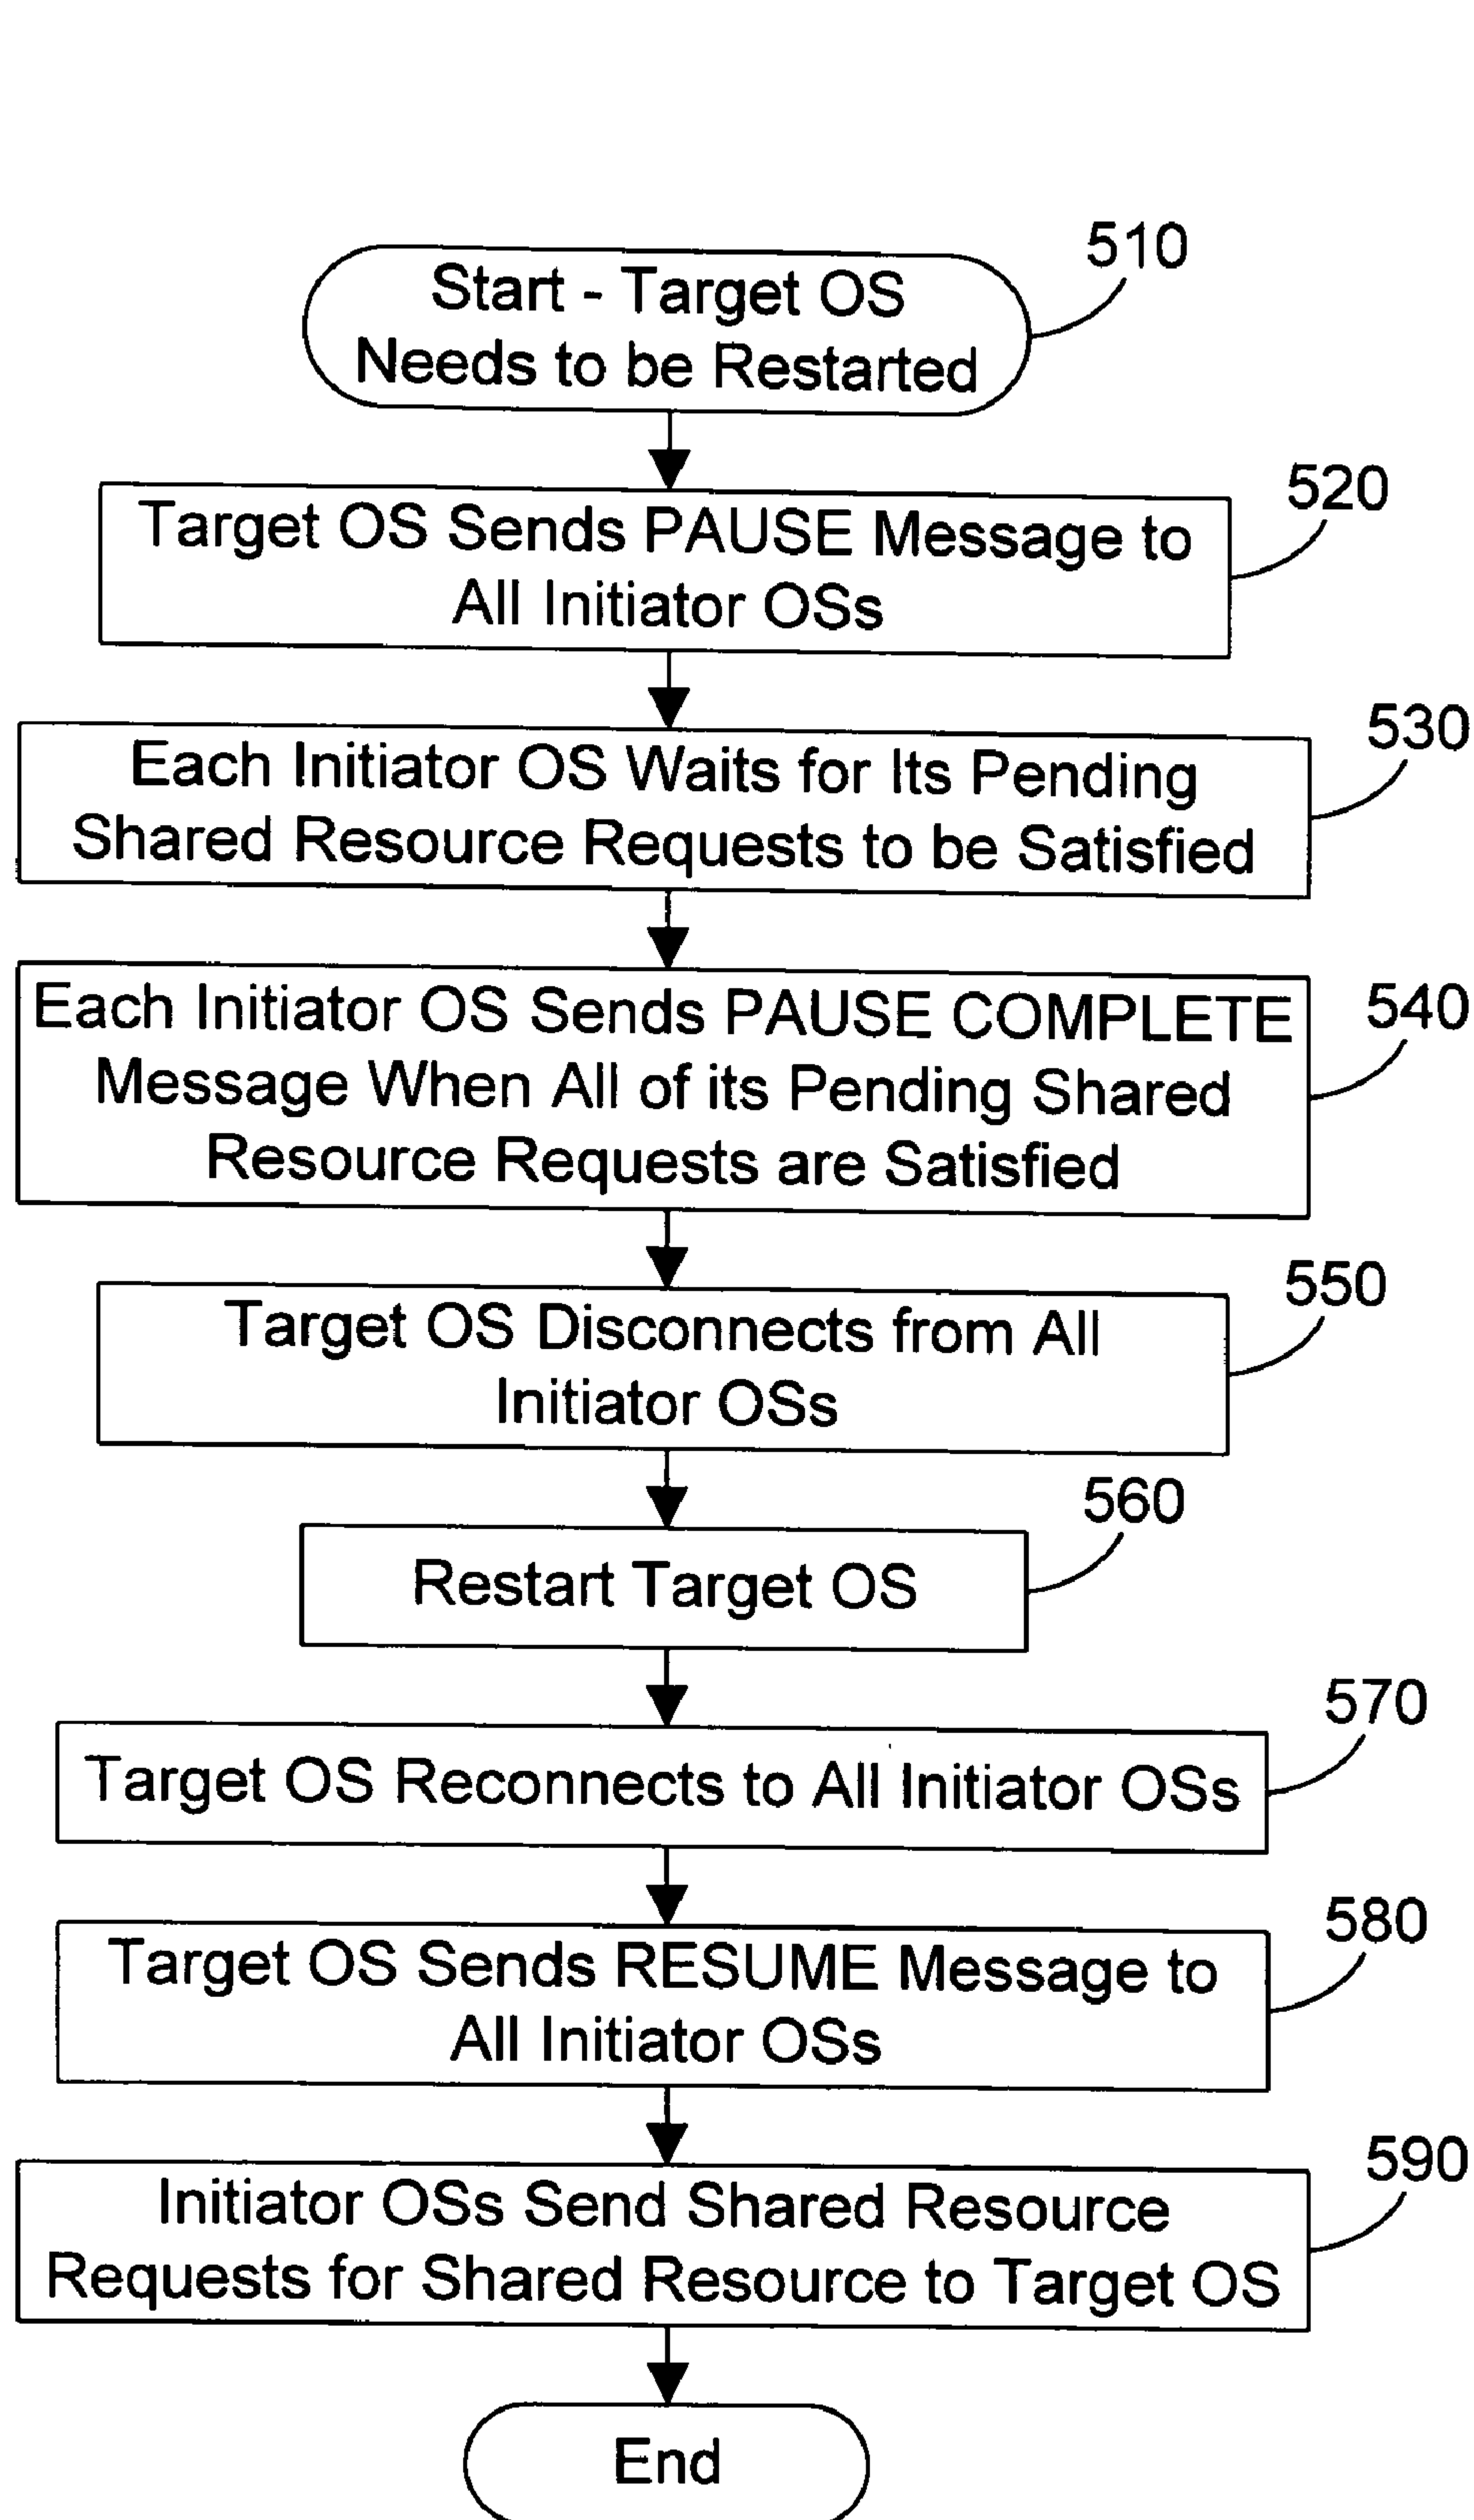 510
Start - Target OS
Needs to be Restarted
520
Target OS Sends PAUSE Message to
All Initiator OSs
530
Each Initiator OS Waits for Its Pending
Shared Resource Requests to be Satisfied
540
Each Initiator OS Sends PAUSE COMPLETE
Message When All of its Pending Shared
Resource Requests are Satisfied
550
Target OS Disconnects from All
Initiator OSs
560
Restart Target OS
570
Target OS Reconnects to All Initiator OSs
580
Target OS Sends RESUME Message to
All Initiator OSs
590
Initiator OSs Send Shared Resource
Requests for Shared Resource to Target OS
End